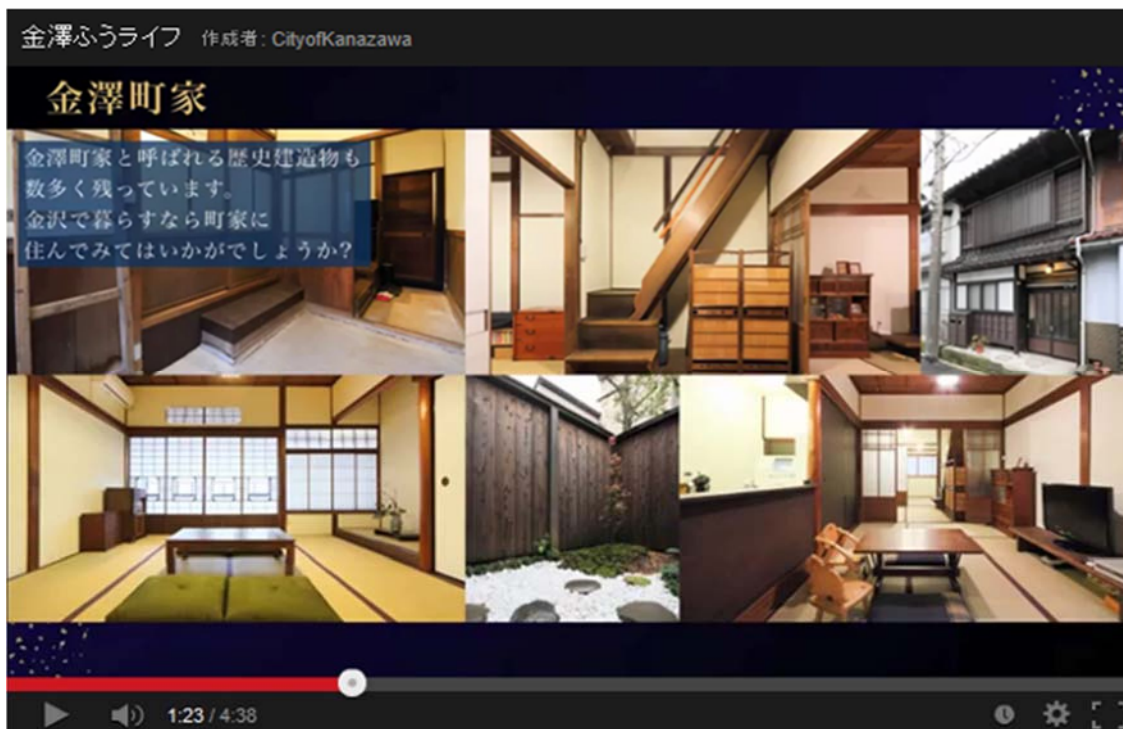 金澤ふうライフ 作成者: CityofKanazawa
金澤町家
金澤町家と呼ばれる歴史建造物も
数多く残っています。
金沢で暮らすなら町家に
住んでみてはいかがでしょうか?
1:23 / 4:38